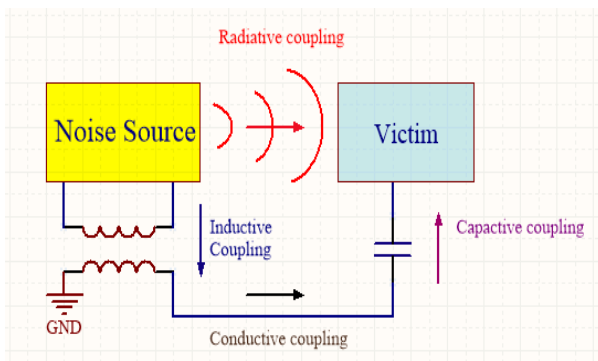 Radiative coupling
Noise Source
Victim
Inductive
Coupling
Capactive coupling
GND
Conductive coupling